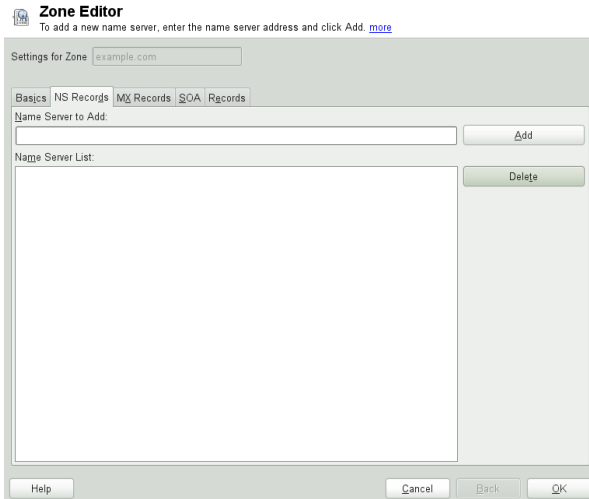 Zone Editor
To add a new name server, enter the name server address and click Add. more
Settings for Zone example.com
Basics NS Records MX Records SOA Records
Name Server to Add:
Add
Name Server List:
Delete
Help Cancel Back OK